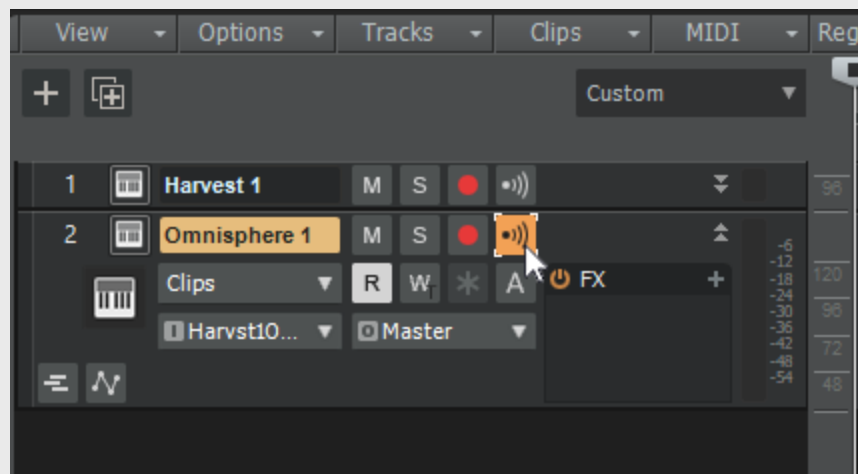 View Options Tracks Clips MIDI Reg
Custom
1 Harvest 1 M S
2 Omnisphere 1 M S
Clips R W T A FX
I Harvst10... O Master
-6
-12
-18
-24
-30
-36
-42
-48
-54
96
120
96
72
48